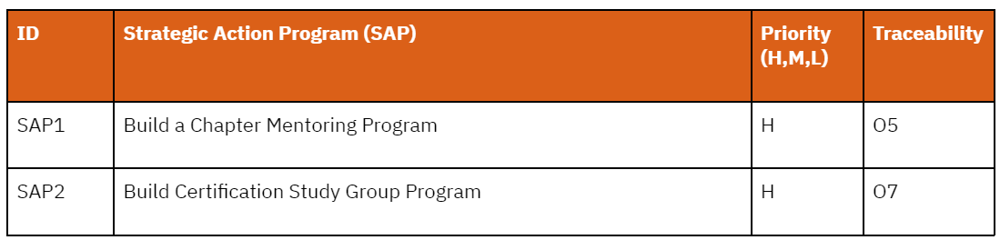 ID Strategic Action Program (SAP) Priority (H,M,L) Traceability
SAP1 Build a Chapter Mentoring Program H O5
SAP2 Build Certification Study Group Program H O7